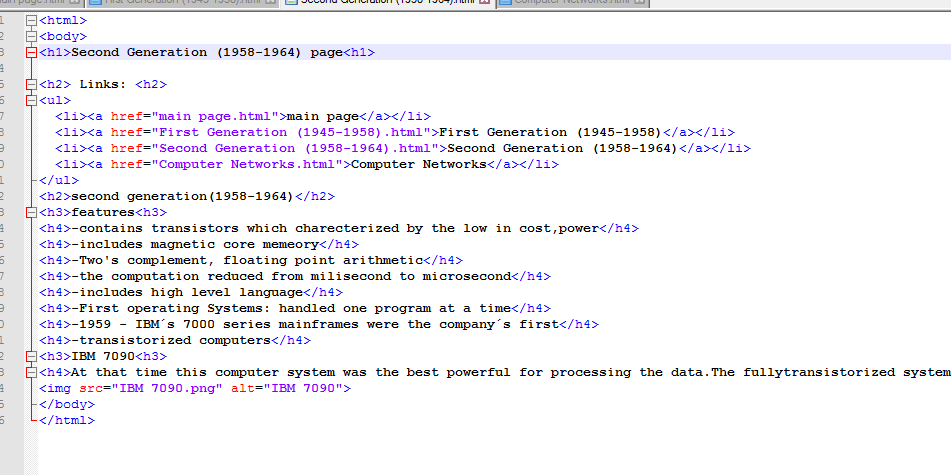 <html>
<body>
<h1>Second Generation (1958-1964) page<h1>
<h2> Links: <h2>
<ul>
<li><a href="main page.html">main page</a></li>
<li><a href="First Generation (1945-1958).html">First Generation (1945-1958)</a></li>
<li><a href="Second Generation (1958-1964).html">Second Generation (1958-1964)</a></li>
<li><a href="Computer Networks.html">Computer Networks</a></li>
</ul>
<h2>second generation(1958-1964)</h2>
<h3>features<h3>
<h4>-contains transistors which charecterized by the low in cost,power</h4>
<h4>-includes magnetic core memeory</h4>
<h4>-Two's complement, floating point arithmetic</h4>
<h4>-the computation reduced from milisecond to microsecond</h4>
<h4>-includes high level language</h4>
<h4>-First operating Systems: handled one program at a time</h4>
<h4>-1959 - IBM´s 7000 series mainframes were the company´s first</h4>
<h4>-transistorized computers</h4>
<h3>IBM 7090<h3>
<h4>At that time this computer system was the best powerful for processing the data.The fullytransistorized system
<img src="IBM 7090.png" alt="IBM 7090">
</body>
</html>